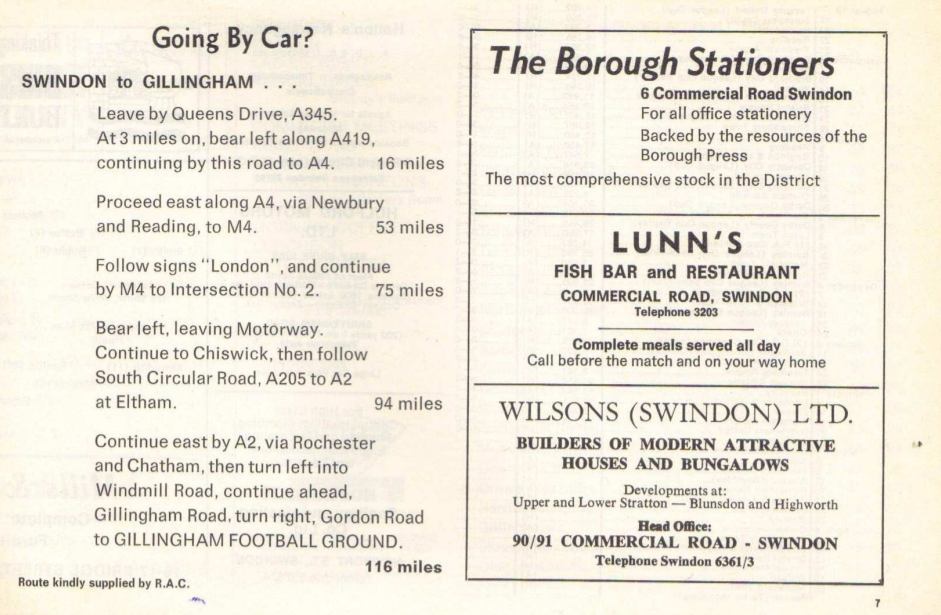 Going By Car?
SWINDON to GILLINGHAM . . .
Leave by Queens Drive, A345.
At 3 miles on, bear left along A419,
continuing by this road to A4. 16 miles
Proceed east along A4, via Newbury
and Reading, to M4. 53 miles
Follow signs "London", and continue
by M4 to Intersection No. 2. 75 miles
Bear left, leaving Motorway.
Continue to Chiswick, then follow
South Circular Road, A205 to A2
at Eltham. 94 miles
Continue east by A2, via Rochester
and Chatham, then turn left into
Windmill Road, continue ahead,
Gillingham Road, turn right, Gordon Road
to GILLINGHAM FOOTBALL GROUND.
116 miles
Route kindly supplied by R.A.C.
The Borough Stationers
6 Commercial Road Swindon
For all office stationery
Backed by the resources of the
Borough Press
The most comprehensive stock in the District
LUNN'S
FISH BAR and RESTAURANT
COMMERCIAL ROAD, SWINDON
Telephone 3203
Complete meals served all day
Call before the match and on your way home
WILSONS (SWINDON) LTD.
BUILDERS OF MODERN ATTRACTIVE
HOUSES AND BUNGALOWS
Developments at:
Upper and Lower Stratton — Blunsdon and Highworth
Head Office:
90/91 COMMERCIAL ROAD - SWINDON
Telephone Swindon 6361/3
7